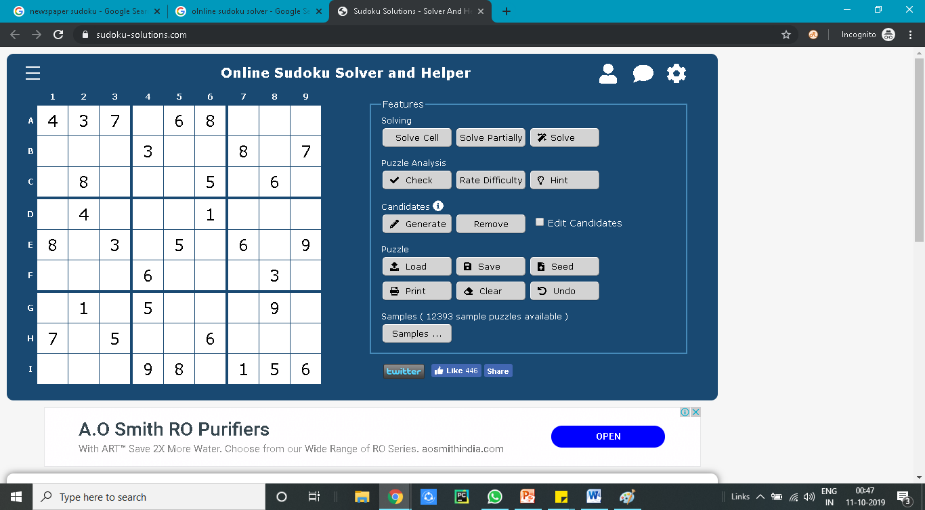 newspaper sudoku - Google Sea
olnline sudoku solver - Google S
Sudoku Solutions - Solver And H
sudoku-solutions.com
Incognito
Online Sudoku Solver and Helper
1 2 3 4 5 6 7 8 9
A 4 3 7 6 8
B 3 8 7
C 8 5 6
D 4 1
E 8 3 5 6 9
F 6 3
G 1 5 9
H 7 5 6
I 9 8 1 5 6
Features
Solving
Solve Cell Solve Partially Solve
Puzzle Analysis
Check Rate Difficulty Hint
Candidates
Generate Remove Edit Candidates
Puzzle
Load Save Seed
Print Clear Undo
Samples ( 12393 sample puzzles available )
Samples ...
twitter Like 446 Share
A.O Smith RO Purifiers
With ART™ Save 2X More Water. Choose from our Wide Range of RO Series. aosmithindia.com
OPEN
Type here to search
Links
ENG
IN
00:47
11-10-2019
3